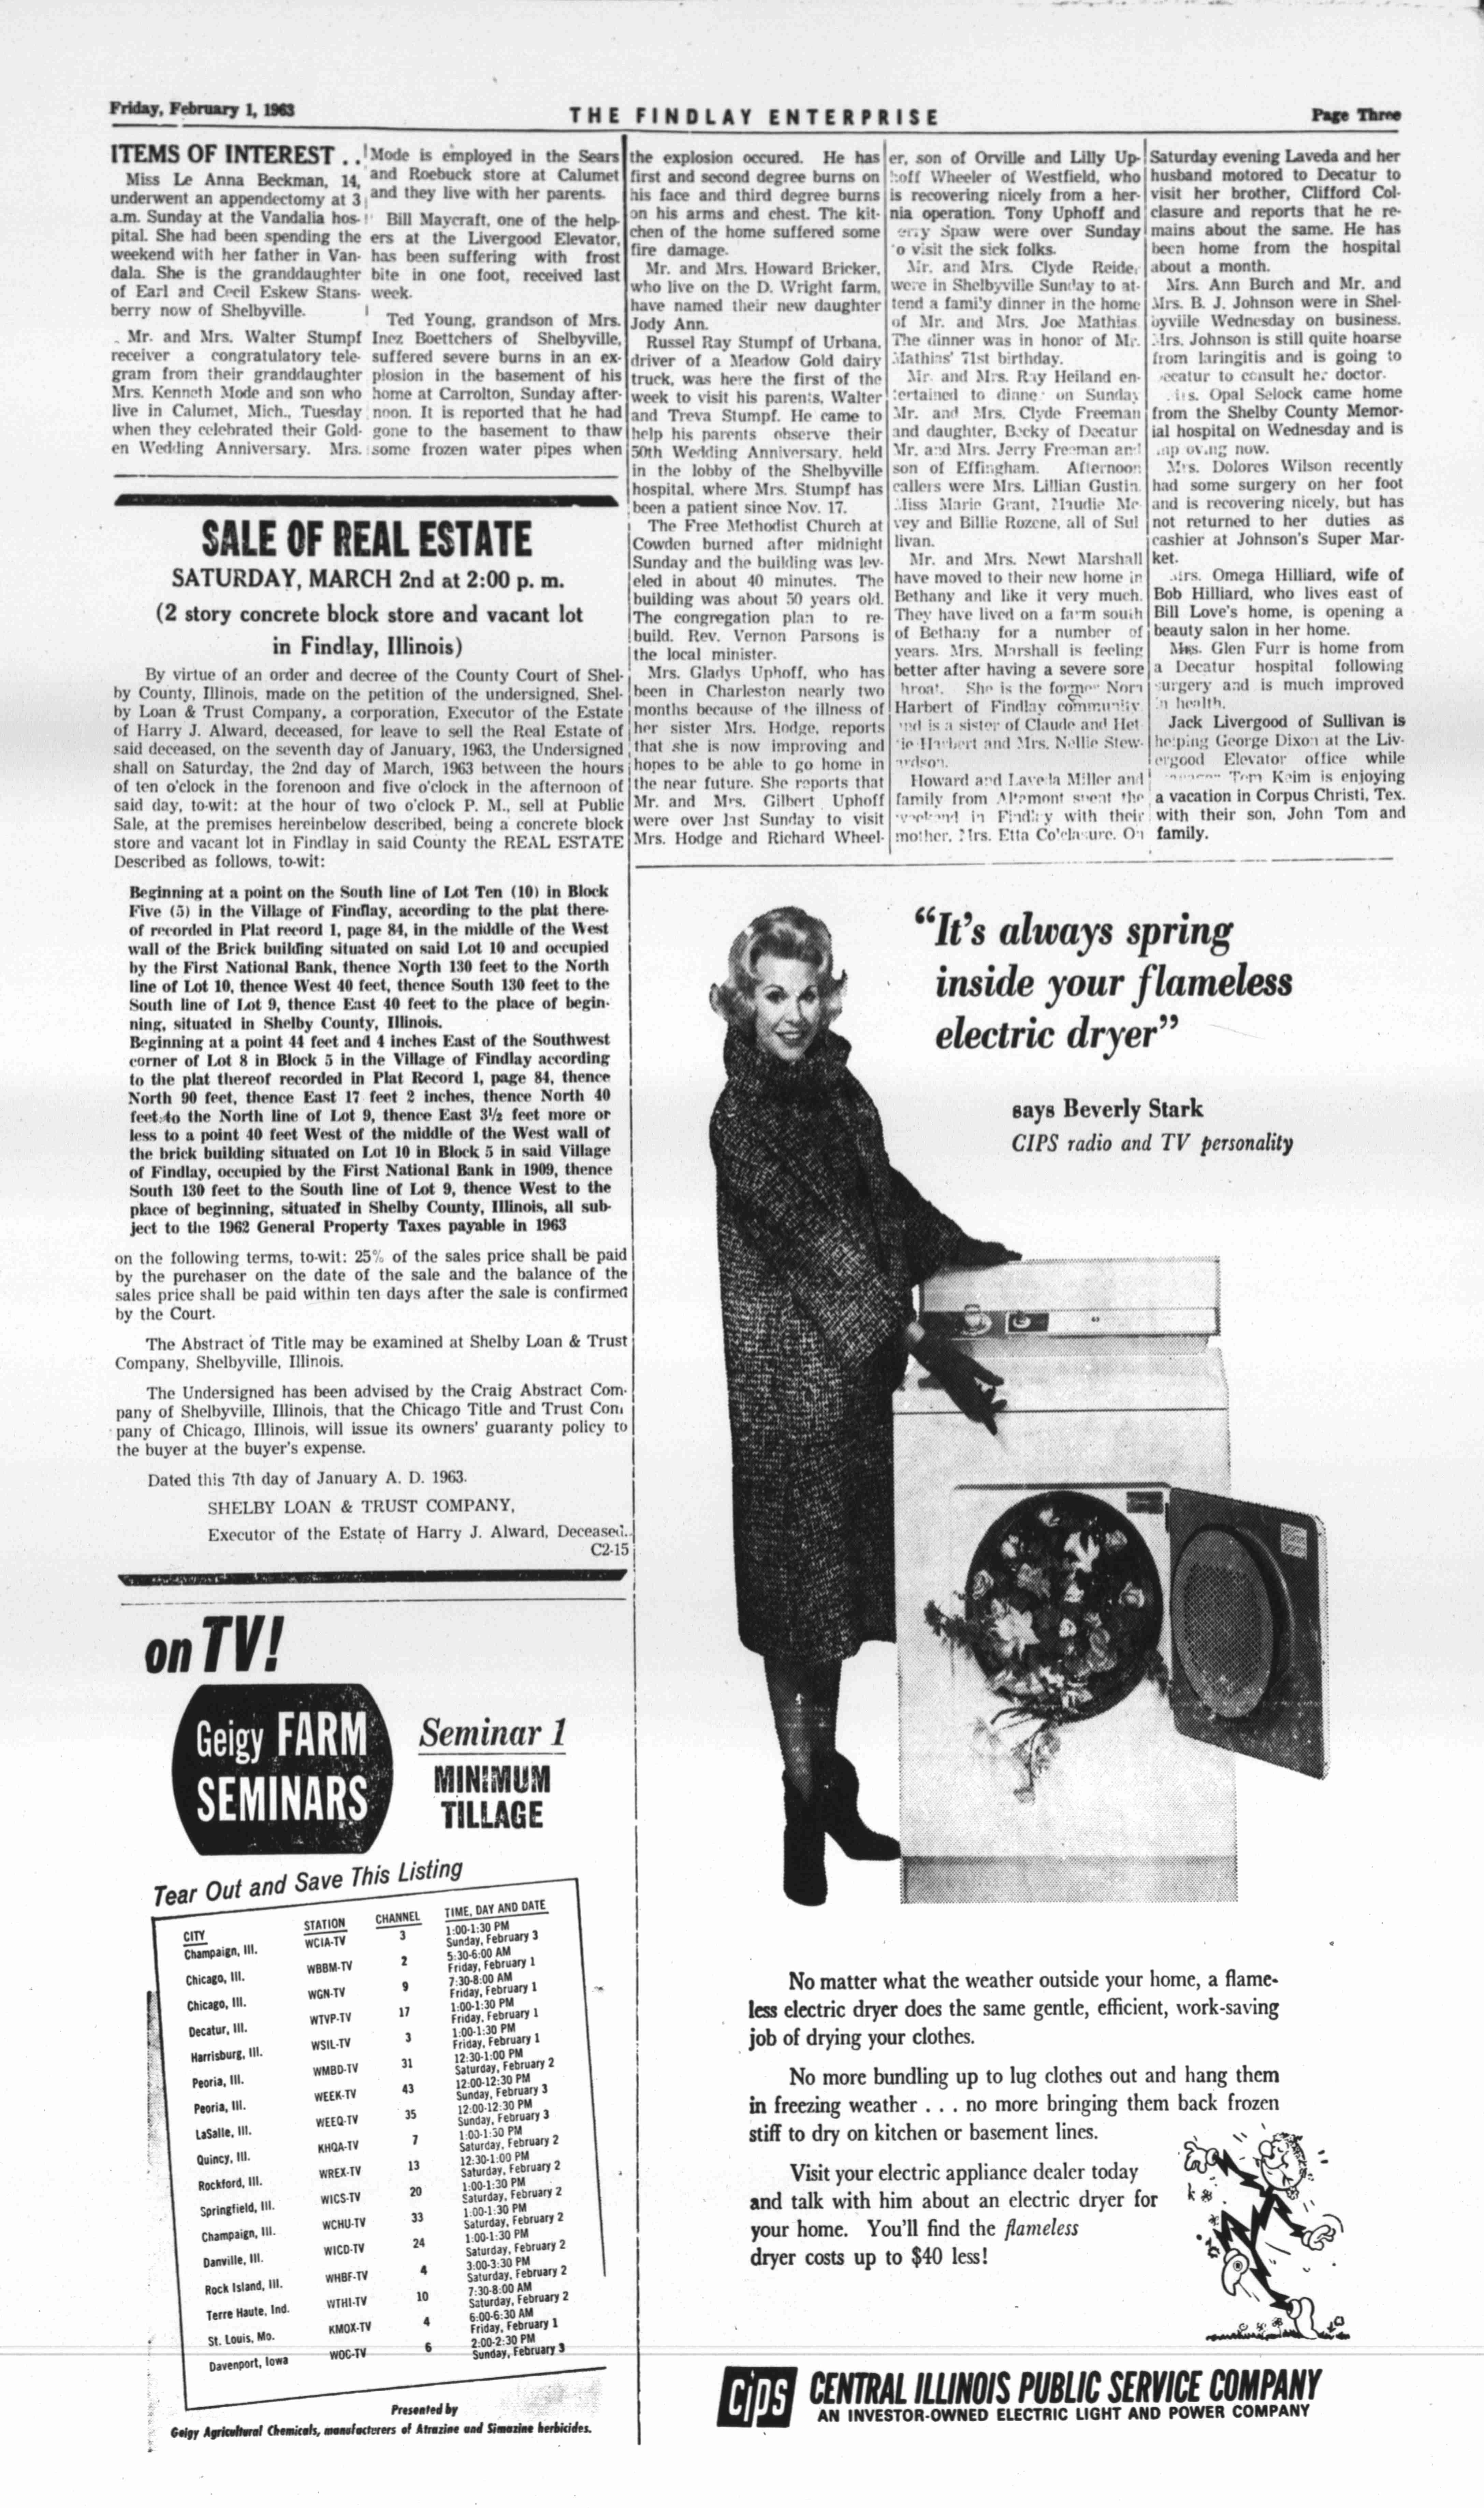 Friday, February 1, 1963
THE FINDLAY ENTERPRISE
Page Three
ITEMS OF INTEREST . .
Miss Le Anna Beckman, 14,
underwent an appendectomy at 3
a.m. Sunday at the Vandalia hos-
pital. She had been spending the
weekend with her father in Van-
dala. She is the granddaughter
of Earl and Cecil Eskew Stans-
berry now of Shelbyville.
Mr. and Mrs. Walter Stumpf
receiver a congratulatory tele-
gram from their granddaughter
Mrs. Kenneth Mode and son who
live in Calumet, Mich., Tuesday
when they celebrated their Gold-
en Wedding Anniversary. Mrs.
Mode is employed in the Sears
and Roebuck store at Calumet
and they live with her parents.
Bill Maycraft, one of the help-
ers at the Livergood Elevator,
has been suffering with frost
bite in one foot, received last
week.
Ted Young, grandson of Mrs.
Inez Boettchers of Shelbyville,
suffered severe burns in an ex-
plosion in the basement of his
home at Carrolton, Sunday after-
noon. It is reported that he had
gone to the basement to thaw
some frozen water pipes when
the explosion occured. He has
first and second degree burns on
his face and third degree burns
on his arms and chest. The kit-
chen of the home suffered some
fire damage.
Mr. and Mrs. Howard Bricker,
who live on the D. Wright farm,
have named their new daughter
Jody Ann.
Russel Ray Stumpf of Urbana,
driver of a Meadow Gold dairy
truck, was here the first of the
week to visit his parents, Walter
and Treva Stumpf. He came to
help his parents observe their
50th Wedding Anniversary, held
in the lobby of the Shelbyville
hospital, where Mrs. Stumpf has
been a patient since Nov. 17.
The Free Methodist Church at
Cowden burned after midnight
Sunday and the building was lev-
eled in about 40 minutes. The
building was about 50 years old.
The congregation plan to re-
build. Rev. Vernon Parsons is
the local minister.
Mrs. Gladys Uphoff, who has
been in Charleston nearly two
months because of the illness of
her sister Mrs. Hodge, reports
that she is now improving and
hopes to be able to go home in
the near future. She reports that
Mr. and Mrs. Gilbert Uphoff
were over last Sunday to visit
Mrs. Hodge and Richard Wheel-
er, son of Orville and Lilly Up-
hoff Wheeler of Westfield, who
is recovering nicely from a her-
nia operation. Tony Uphoff and
Spaw were over Sunday
to visit the sick folks.
Mr. and Mrs. Clyde Reider
were in Shelbyville Sunday to at-
tend a family dinner in the home
of Mr. and Mrs. Joe Mathias.
The dinner was in honor of Mr.
Mathias' 71st birthday.
Mr. and Mrs. Ray Heiland en-
tertained to dinner on Sunday
Mr. and Mrs. Clyde Freeman
and daughter, Becky of Decatur
Mr. and Mrs. Jerry Freeman and
son of Effingham. Afternoon
callers were Mrs. Lillian Gustin,
Miss Marie Grant, Maudie Mc-
vey and Billie Rozene, all of Sul
livan.
Mr. and Mrs. Newt Marshall
have moved to their new home in
Bethany and like it very much.
They have lived on a farm south
of Bethany for a number of
years. Mrs. Marshall is feeling
better after having a severe sore
throat. She is the former Nora
Harbert of Findlay community
and is a sister of Claude and Het-
tie Harbert and Mrs. Nellie Stew-
ardson.
Howard and Laveda Miller and
family from Altamont spent the
weekend in Findlay with their
mother, Mrs. Etta Coleclasure. On
Saturday evening Laveda and her
husband motored to Decatur to
visit her brother, Clifford Col-
clasure and reports that he re-
mains about the same. He has
been home from the hospital
about a month.
Mrs. Ann Burch and Mr. and
Mrs. B. J. Johnson were in Shel-
byville Wednesday on business.
Mrs. Johnson is still quite hoarse
from laringitis and is going to
Decatur to consult her doctor.
Mrs. Opal Selock came home
from the Shelby County Memor-
ial hospital on Wednesday and is
improving now.
Mrs. Dolores Wilson recently
had some surgery on her foot
and is recovering nicely, but has
not returned to her duties as
cashier at Johnson's Super Mar-
ket.
Mrs. Omega Hilliard, wife of
Bob Hilliard, who lives east of
Bill Love's home, is opening a
beauty salon in her home.
Mrs. Glen Furr is home from
a Decatur hospital following
surgery and is much improved
in health.
Jack Livergood of Sullivan is
helping George Dixon at the Liv-
ergood Elevator office while
Tom Keim is enjoying
a vacation in Corpus Christi, Tex.
with their son, John Tom and
family.
SALE OF REAL ESTATE
SATURDAY, MARCH 2nd at 2:00 p. m.
(2 story concrete block store and vacant lot
in Findlay, Illinois)
By virtue of an order and decree of the County Court of Shel-
by County, Illinois, made on the petition of the undersigned, Shel-
by Loan & Trust Company, a corporation, Executor of the Estate
of Harry J. Alward, deceased, for leave to sell the Real Estate of
said deceased, on the seventh day of January, 1963, the Undersigned
shall on Saturday, the 2nd day of March, 1963 between the hours
of ten o'clock in the forenoon and five o'clock in the afternoon of
said day, to-wit: at the hour of two o'clock P. M., sell at Public
Sale, at the premises hereinbelow described, being a concrete block
store and vacant lot in Findlay in said County the REAL ESTATE
Described as follows, to-wit:
Beginning at a point on the South line of Lot Ten (10) in Block
Five (5) in the Village of Findlay, according to the plat there-
of recorded in Plat record 1, page 84, in the middle of the West
wall of the Brick building situated on said Lot 10 and occupied
by the First National Bank, thence North 130 feet to the North
line of Lot 10, thence West 40 feet, thence South 130 feet to the
South line of Lot 9, thence East 40 feet to the place of begin-
ning, situated in Shelby County, Illinois.
Beginning at a point 44 feet and 4 inches East of the Southwest
corner of Lot 8 in Block 5 in the Village of Findlay according
to the plat thereof recorded in Plat Record 1, page 84, thence
North 90 feet, thence East 17 feet 2 inches, thence North 40
feet to the North line of Lot 9, thence East 3½ feet more or
less to a point 40 feet West of the middle of the West wall of
the brick building situated on Lot 10 in Block 5 in said Village
of Findlay, occupied by the First National Bank in 1909, thence
South 130 feet to the South line of Lot 9, thence West to the
place of beginning, situated in Shelby County, Illinois, all sub-
ject to the 1962 General Property Taxes payable in 1963
on the following terms, to-wit: 25% of the sales price shall be paid
by the purchaser on the date of the sale and the balance of the
sales price shall be paid within ten days after the sale is confirmed
by the Court.
The Abstract of Title may be examined at Shelby Loan & Trust
Company, Shelbyville, Illinois.
The Undersigned has been advised by the Craig Abstract Com-
pany of Shelbyville, Illinois, that the Chicago Title and Trust Com
pany of Chicago, Illinois, will issue its owners' guaranty policy to
the buyer at the buyer's expense.
Dated this 7th day of January A. D. 1963.
SHELBY LOAN & TRUST COMPANY,
Executor of the Estate of Harry J. Alward, Deceased.
C2-15
on TV!
Geigy FARM
SEMINARS
Seminar 1
MINIMUM
TILLAGE
Tear Out and Save This Listing
CITY STATION CHANNEL TIME, DAY AND DATE
Champaign, Ill. WCIA-TV 3 1:00-1:30 PM
Sunday, February 3
Chicago, Ill. WBBM-TV 2 5:30-6:00 AM
Friday, February 1
Chicago, Ill. WGN-TV 9 7:30-8:00 AM
Friday, February 1
Decatur, Ill. WTVP-TV 17 1:00-1:30 PM
Friday, February 1
Harrisburg, Ill. WSIL-TV 3 1:00-1:30 PM
Friday, February 1
Peoria, Ill. WMBD-TV 31 12:30-1:00 PM
Saturday, February 2
Peoria, Ill. WEEK-TV 43 12:00-12:30 PM
Sunday, February 3
LaSalle, Ill. WEEQ-TV 35 12:00-12:30 PM
Sunday, February 3
Quincy, Ill. KHQA-TV 7 1:00-1:30 PM
Saturday, February 2
Rockford, Ill. WREX-TV 13 12:30-1:00 PM
Saturday, February 2
Springfield, Ill. WICS-TV 20 1:00-1:30 PM
Saturday, February 2
Champaign, Ill. WCHU-TV 33 1:00-1:30 PM
Saturday, February 2
Danville, Ill. WICD-TV 24 1:00-1:30 PM
Saturday, February 2
Rock Island, Ill. WHBF-TV 4 3:00-3:30 PM
Saturday, February 2
Terre Haute, Ind. WTHI-TV 10 7:30-8:00 AM
Saturday, February 2
St. Louis, Mo. KMOX-TV 4 6:00-6:30 AM
Friday, February 1
Davenport, Iowa WOC-TV 6 2:00-2:30 PM
Sunday, February 3
Presented by
Geigy Agricultural Chemicals, manufacturers of Atrazine and Simazine herbicides.
“It's always spring
inside your flameless
electric dryer”
says Beverly Stark
CIPS radio and TV personality
No matter what the weather outside your home, a flame-
less electric dryer does the same gentle, efficient, work-saving
job of drying your clothes.
No more bundling up to lug clothes out and hang them
in freezing weather . . . no more bringing them back frozen
stiff to dry on kitchen or basement lines.
Visit your electric appliance dealer today
and talk with him about an electric dryer for
your home. You'll find the flameless
dryer costs up to $40 less!
cips
CENTRAL ILLINOIS PUBLIC SERVICE COMPANY
AN INVESTOR-OWNED ELECTRIC LIGHT AND POWER COMPANY